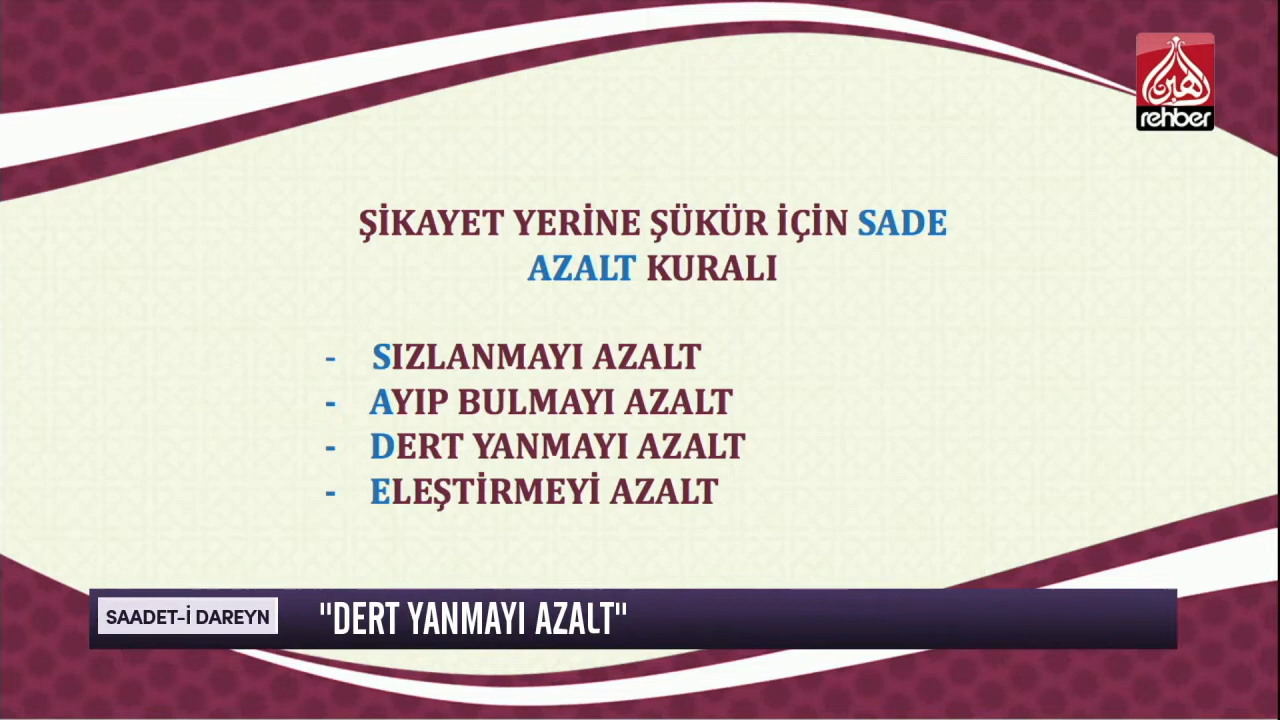 رهبر
rehber
ŞİKAYET YERİNE ŞÜKÜR İÇİN SADE
AZALT KURALI
- SIZLANMAYI AZALT
- AYIP BULMAYI AZALT
- DERT YANMAYI AZALT
- ELEŞTİRMEYİ AZALT
SAADET-İ DAREYN
"DERT YANMAYI AZALT"